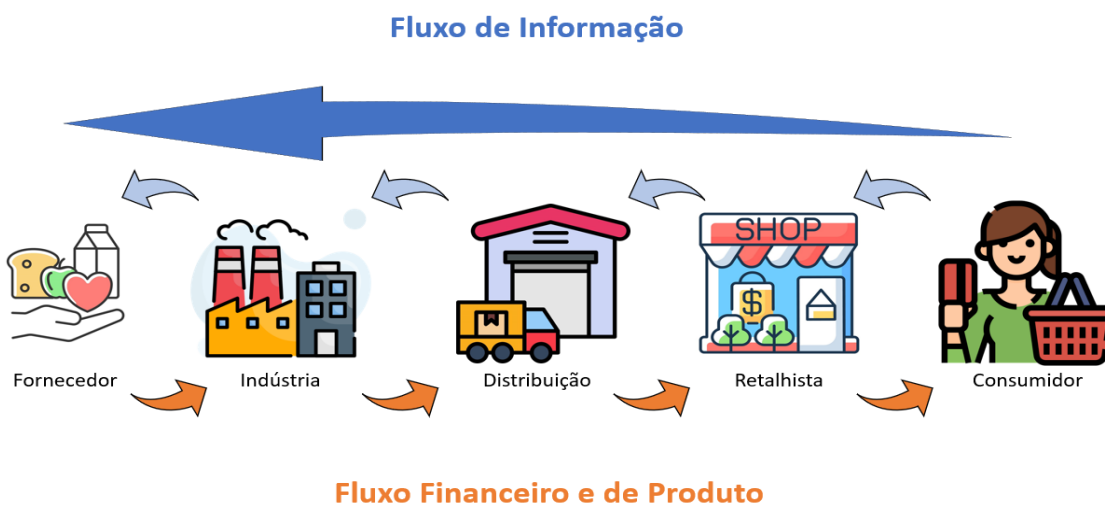 Fluxo de Informação
SHOP
$
Fornecedor
Indústria
Distribuição
Retalhista
Consumidor
Fluxo Financeiro e de Produto